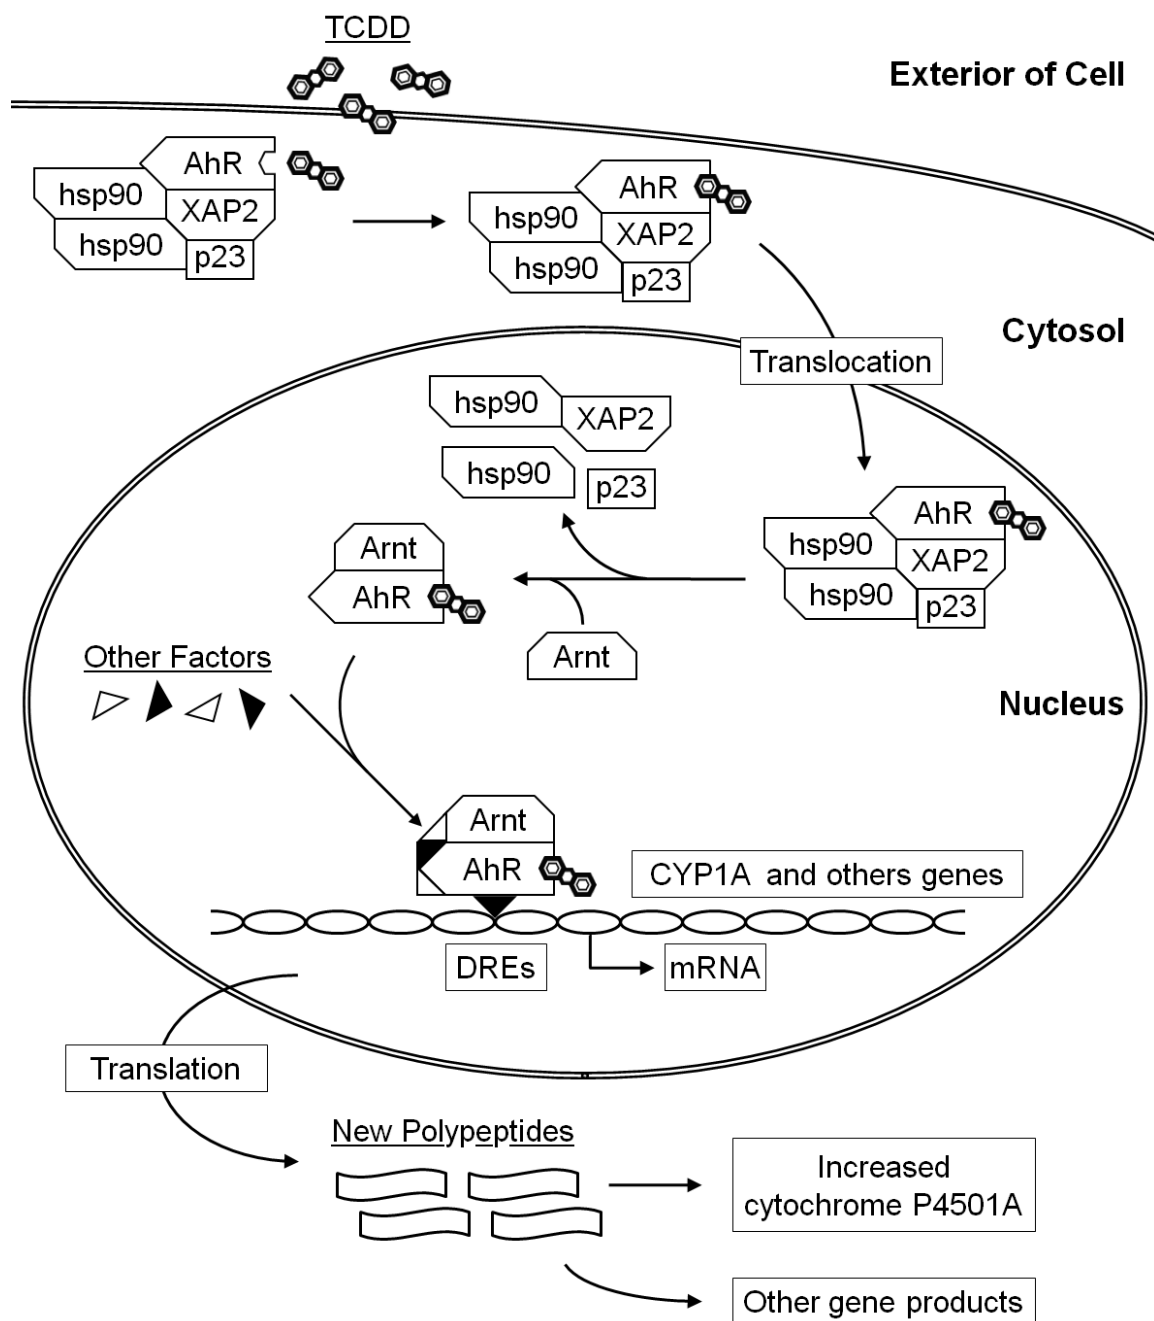 TCDD
Exterior of Cell
AhR
hsp90
XAP2
hsp90
p23
AhR
hsp90
XAP2
hsp90
p23
Cytosol
Translocation
hsp90
XAP2
hsp90
p23
AhR
hsp90
XAP2
hsp90
p23
Arnt
AhR
Arnt
Other Factors
Nucleus
Arnt
AhR
CYP1A and others genes
DREs
mRNA
Translation
New Polypeptides
Increased
cytochrome P4501A
Other gene products